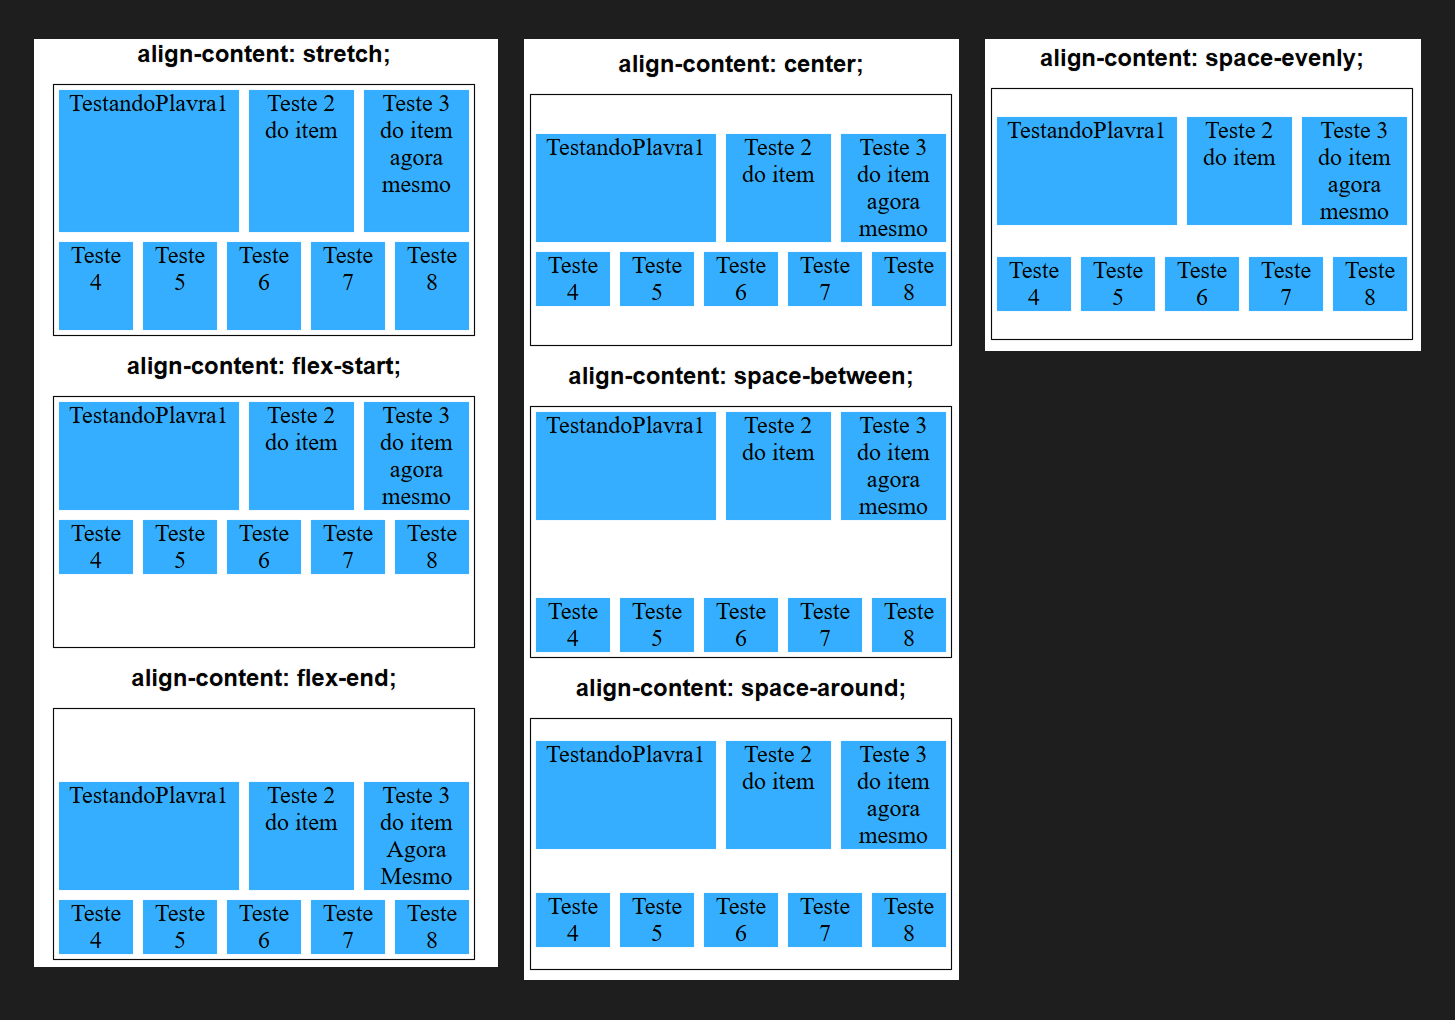 align-content: stretch;
TestandoPlavra1
Teste 2
do item
Teste 3
do item
agora
mesmo
Teste
4
Teste
5
Teste
6
Teste
7
Teste
8
align-content: flex-start;
TestandoPlavra1
Teste 2
do item
Teste 3
do item
agora
mesmo
Teste
4
Teste
5
Teste
6
Teste
7
Teste
8
align-content: flex-end;
TestandoPlavra1
Teste 2
do item
Teste 3
do item
Agora
Mesmo
Teste
4
Teste
5
Teste
6
Teste
7
Teste
8
align-content: center;
TestandoPlavra1
Teste 2
do item
Teste 3
do item
agora
mesmo
Teste
4
Teste
5
Teste
6
Teste
7
Teste
8
align-content: space-between;
TestandoPlavra1
Teste 2
do item
Teste 3
do item
agora
mesmo
Teste
4
Teste
5
Teste
6
Teste
7
Teste
8
align-content: space-around;
TestandoPlavra1
Teste 2
do item
Teste 3
do item
agora
mesmo
Teste
4
Teste
5
Teste
6
Teste
7
Teste
8
align-content: space-evenly;
TestandoPlavra1
Teste 2
do item
Teste 3
do item
agora
mesmo
Teste
4
Teste
5
Teste
6
Teste
7
Teste
8